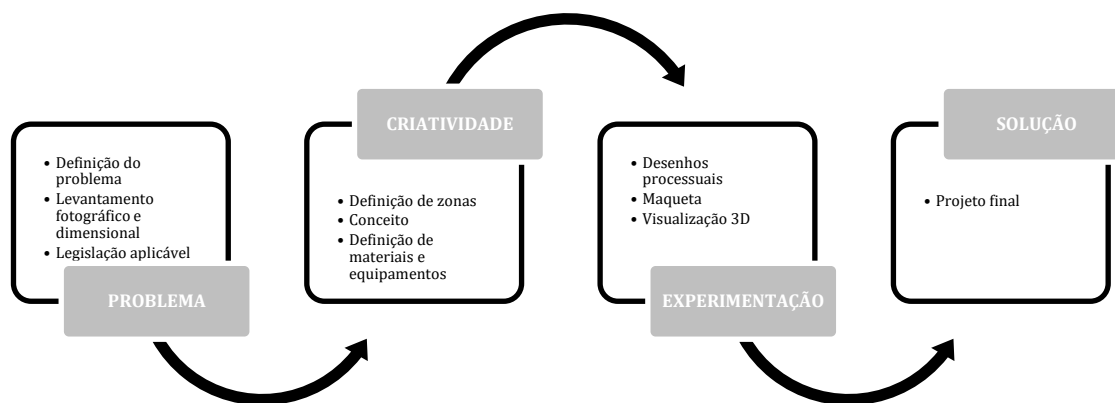 • Definição do
problema
• Levantamento
fotográfico e
dimensional
• Legislação aplicável
PROBLEMA
CRIATIVIDADE
• Definição de zonas
• Conceito
• Definição de
materiais e
equipamentos
• Desenhos
processuais
• Maqueta
• Visualização 3D
EXPERIMENTAÇÃO
SOLUÇÃO
• Projeto final